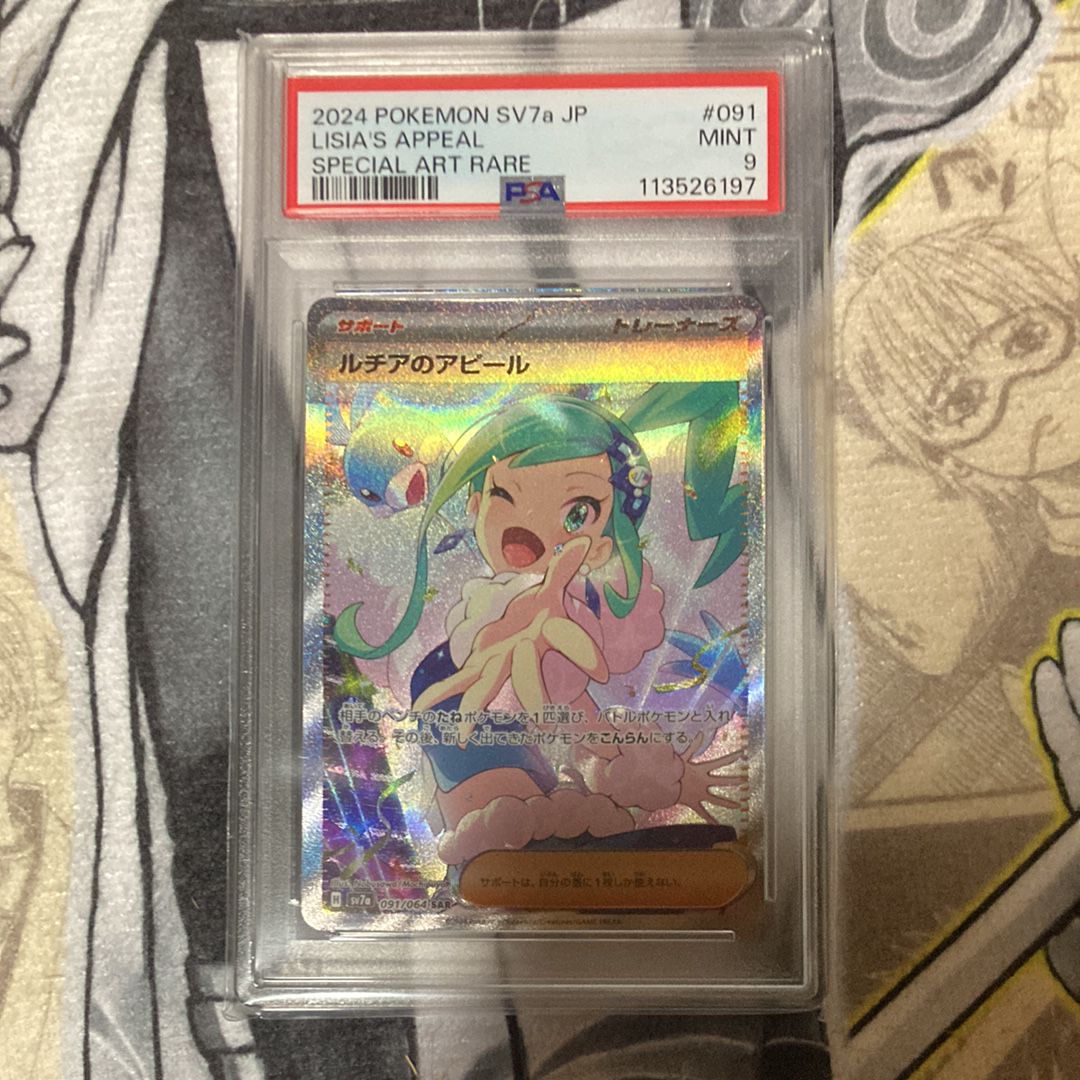 2024 POKEMON SV7a JP #091
LISIA'S APPEAL MINT
SPECIAL ART RARE 9
PSA 113526197
サポート トレーナーズ
ルチアのアピール
相手のベンチのたねポケモンを1匹選び、バトルポケモンと入れ
替える。その後、新しく出てきたポケモンをこんらんにする。
サポートは、自分の番に1枚しか使えない。
H sv7a 091/064 SAR